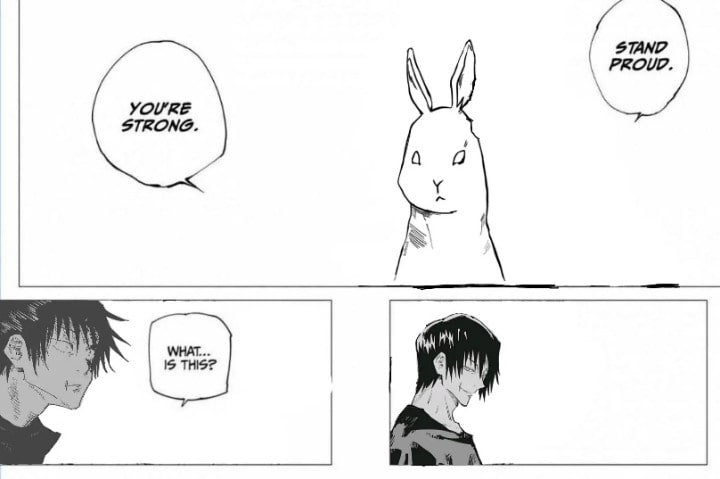 STAND
PROUD.
YOU'RE
STRONG.
WHAT...
IS THIS?